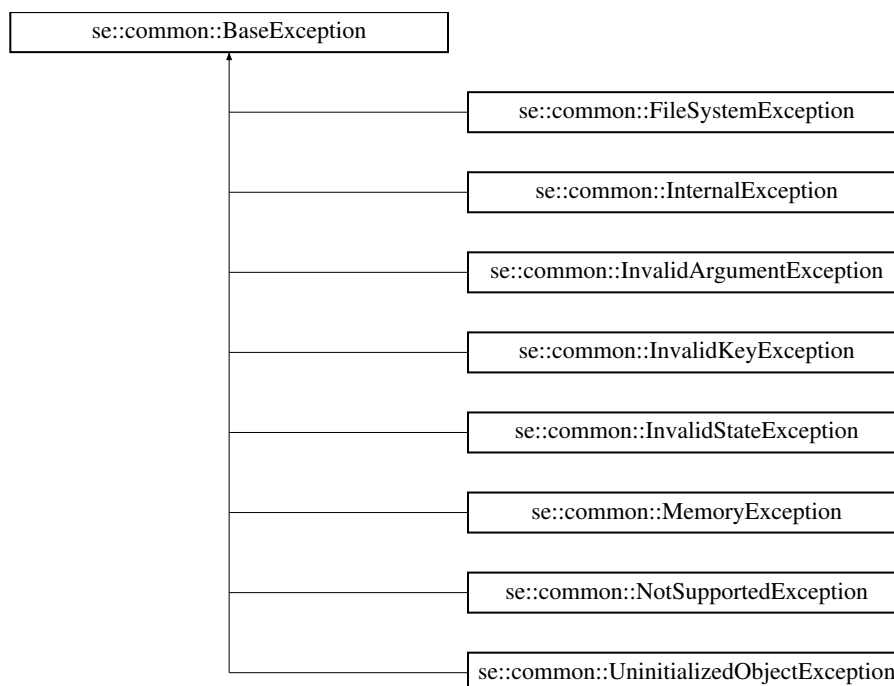 se::common::BaseException
se::common::FileSystemException
se::common::InternalException
se::common::InvalidArgumentException
se::common::InvalidKeyException
se::common::InvalidStateException
se::common::MemoryException
se::common::NotSupportedException
se::common::UninitializedObjectException